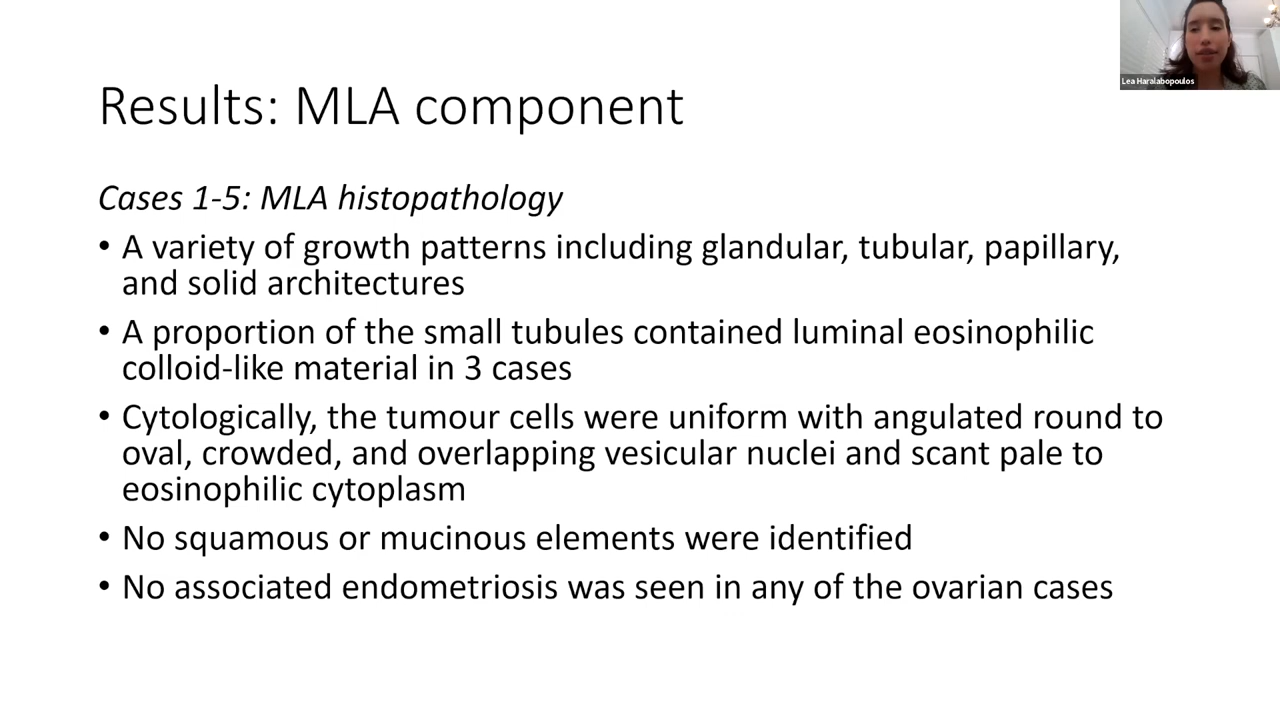 Lea Haralabopoulos
Results: MLA component
Cases 1-5: MLA histopathology
• A variety of growth patterns including glandular, tubular, papillary,
and solid architectures
• A proportion of the small tubules contained luminal eosinophilic
colloid-like material in 3 cases
• Cytologically, the tumour cells were uniform with angulated round to
oval, crowded, and overlapping vesicular nuclei and scant pale to
eosinophilic cytoplasm
• No squamous or mucinous elements were identified
• No associated endometriosis was seen in any of the ovarian cases